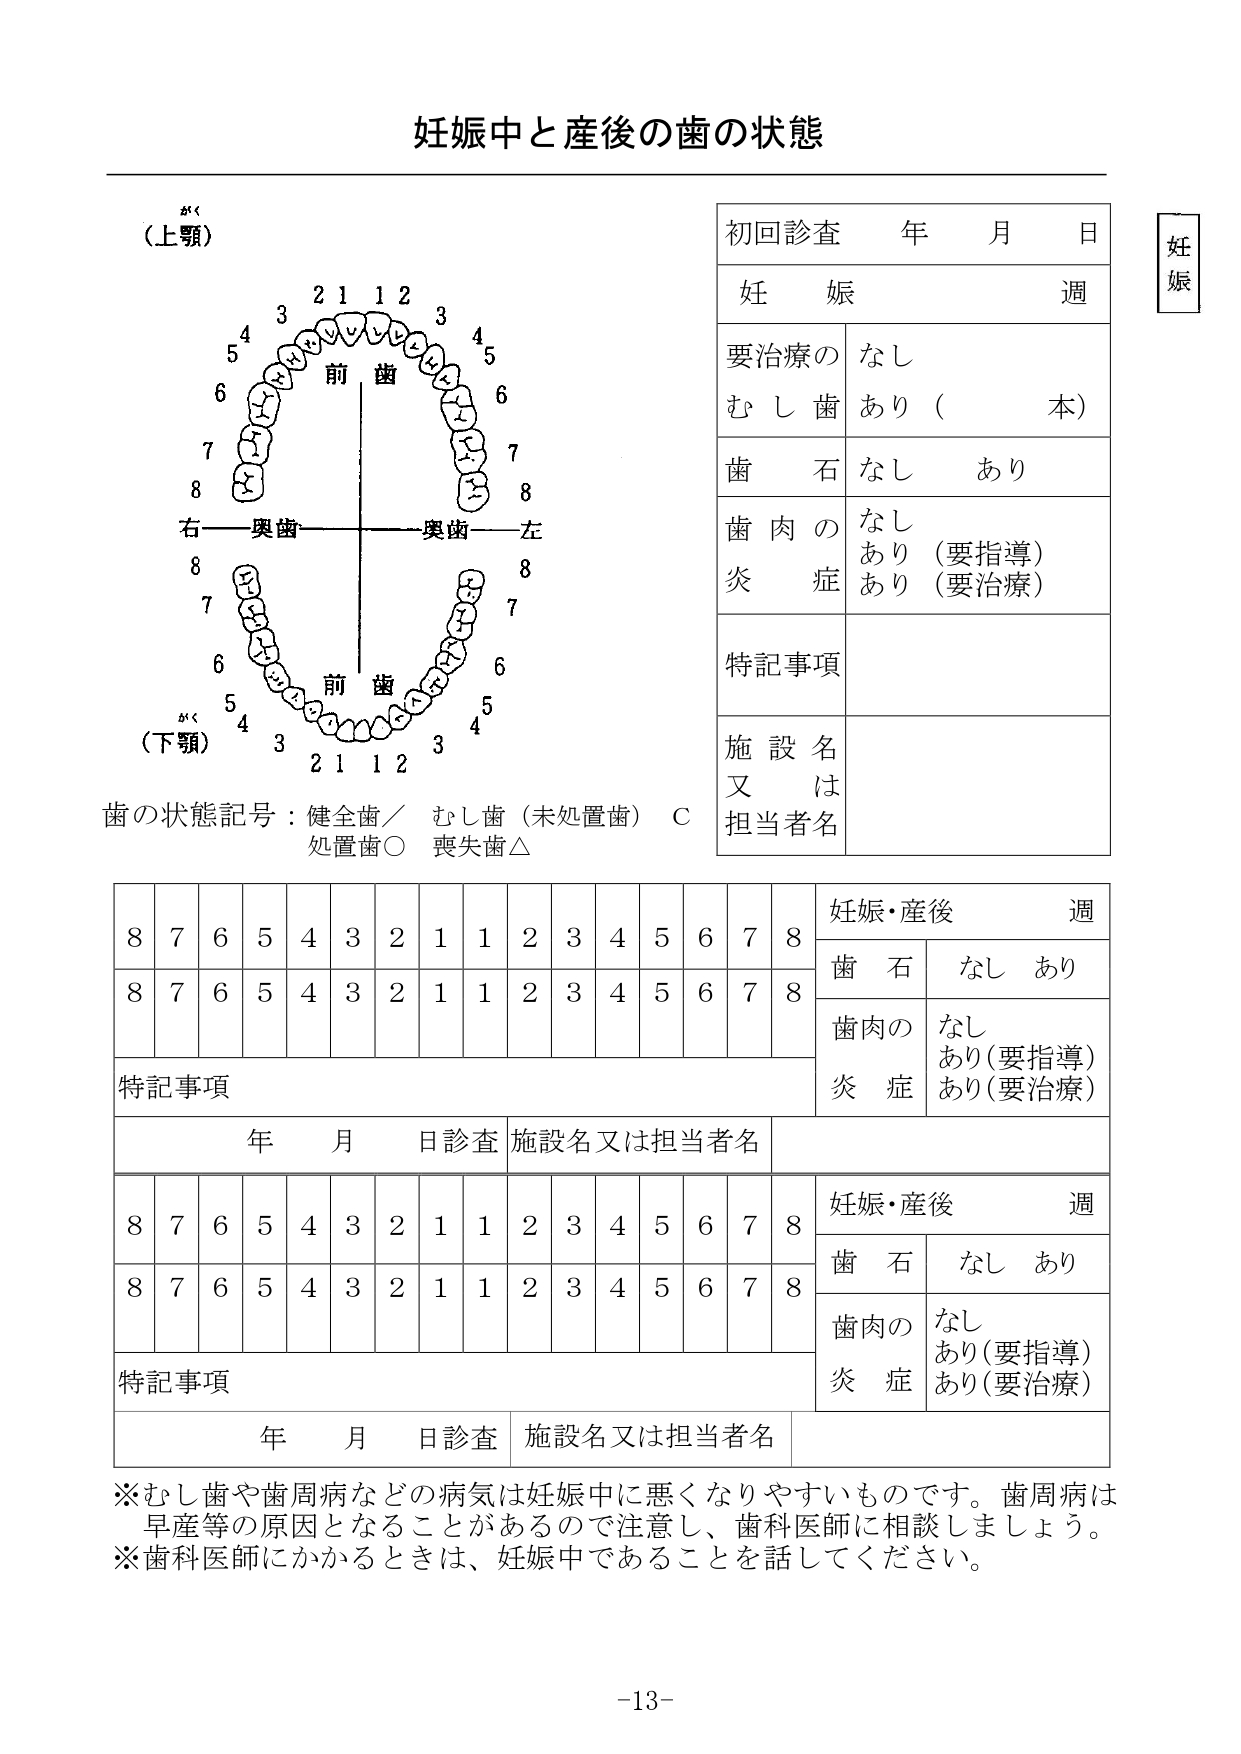 妊娠中と産後の歯の状態
妊
娠
がく
（上顎）
2 1 1 2
3 3
4 4
5 5
6 6
7 7
8 8
前 歯
右 奥歯 奥歯 左
8 8
7 7
6 6
前 歯
5 5
4 4
3 3
2 1 1 2
がく
（下顎）
歯の状態記号：健全歯／ むし歯（未処置歯） C
処置歯○ 喪失歯△
初回診査 年 月 日
妊 娠 週
要治療の
むし歯
なし
あり（ 本）
歯 石 なし あり
歯肉の
炎 症
なし
あり（要指導）
あり（要治療）
特記事項
施設名
又は
担当者名
8 7 6 5 4 3 2 1 1 2 3 4 5 6 7 8
8 7 6 5 4 3 2 1 1 2 3 4 5 6 7 8
特記事項
妊娠・産後 週
歯 石 なし あり
歯肉の
炎 症
なし
あり（要指導）
あり（要治療）
年 月 日診査 施設名又は担当者名
8 7 6 5 4 3 2 1 1 2 3 4 5 6 7 8
8 7 6 5 4 3 2 1 1 2 3 4 5 6 7 8
特記事項
妊娠・産後 週
歯 石 なし あり
歯肉の
炎 症
なし
あり（要指導）
あり（要治療）
年 月 日診査 施設名又は担当者名
※むし歯や歯周病などの病気は妊娠中に悪くなりやすいものです。歯周病は
早産等の原因となることがあるので注意し、歯科医師に相談しましょう。
※歯科医師にかかるときは、妊娠中であることを話してください。
-13-